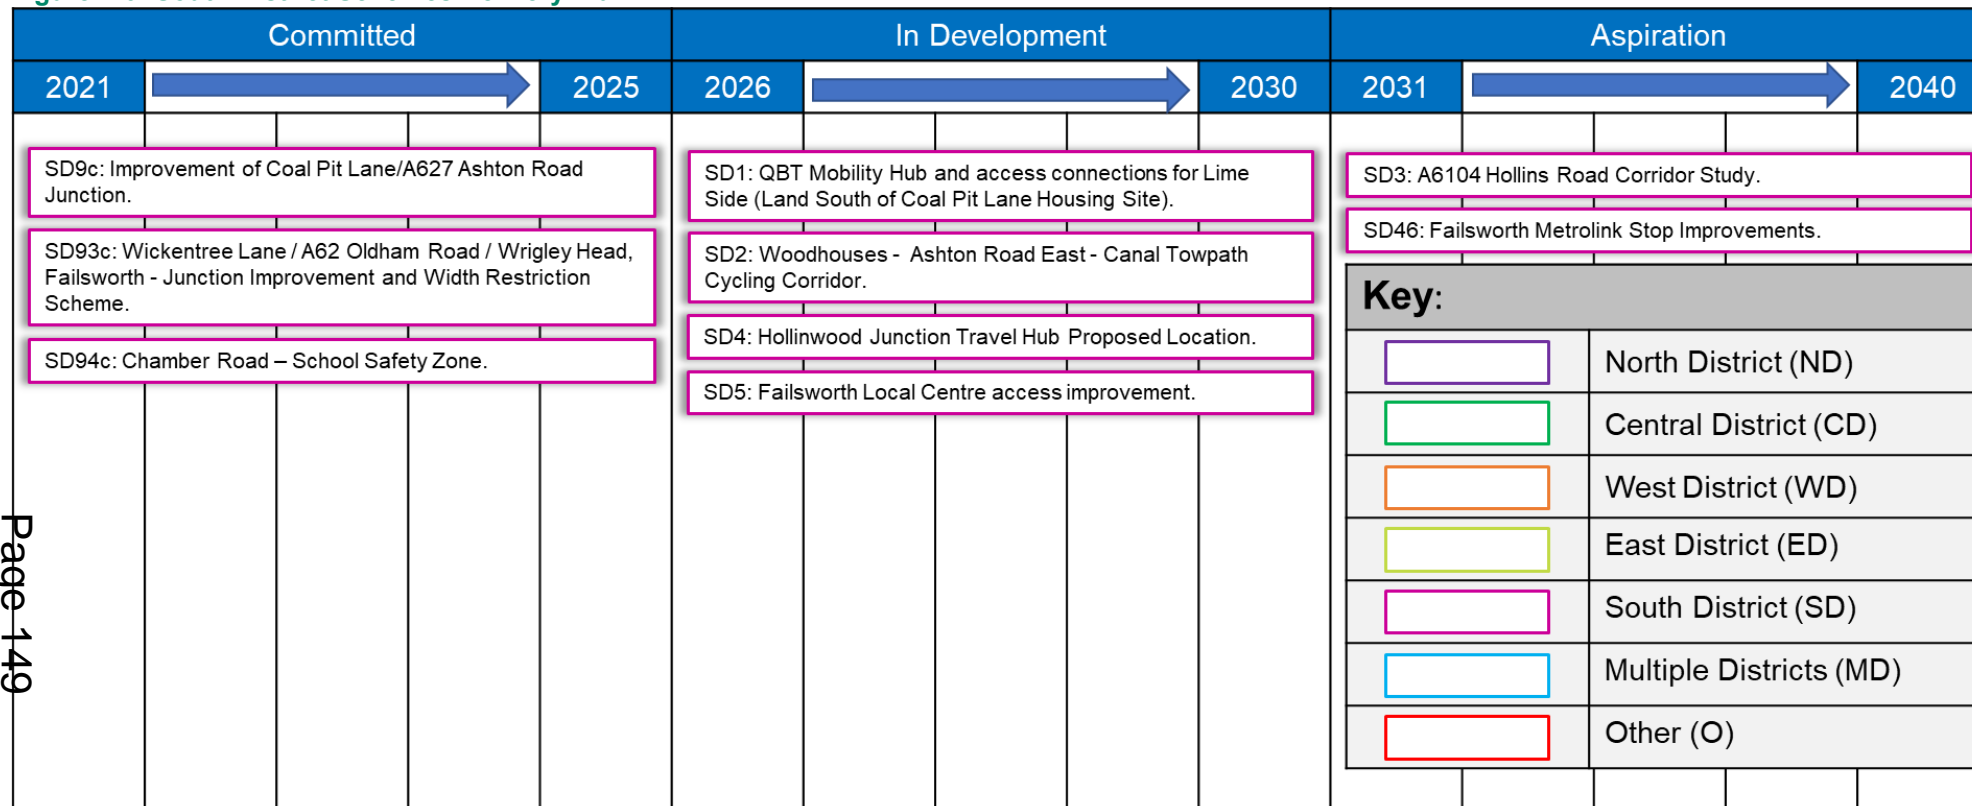 Committed
In Development
Aspiration
2021
2025
2026
2030
2031
2040
SD9c: Improvement of Coal Pit Lane/A627 Ashton Road
Junction.
SD93c: Wickentree Lane / A62 Oldham Road / Wrigley Head,
Failsworth - Junction Improvement and Width Restriction
Scheme.
SD94c: Chamber Road – School Safety Zone.
SD1: QBT Mobility Hub and access connections for Lime
Side (Land South of Coal Pit Lane Housing Site).
SD2: Woodhouses - Ashton Road East - Canal Towpath
Cycling Corridor.
SD4: Hollinwood Junction Travel Hub Proposed Location.
SD5: Failsworth Local Centre access improvement.
SD3: A6104 Hollins Road Corridor Study.
SD46: Failsworth Metrolink Stop Improvements.
Key:
North District (ND)
Central District (CD)
West District (WD)
East District (ED)
South District (SD)
Multiple Districts (MD)
Other (O)
Page 149